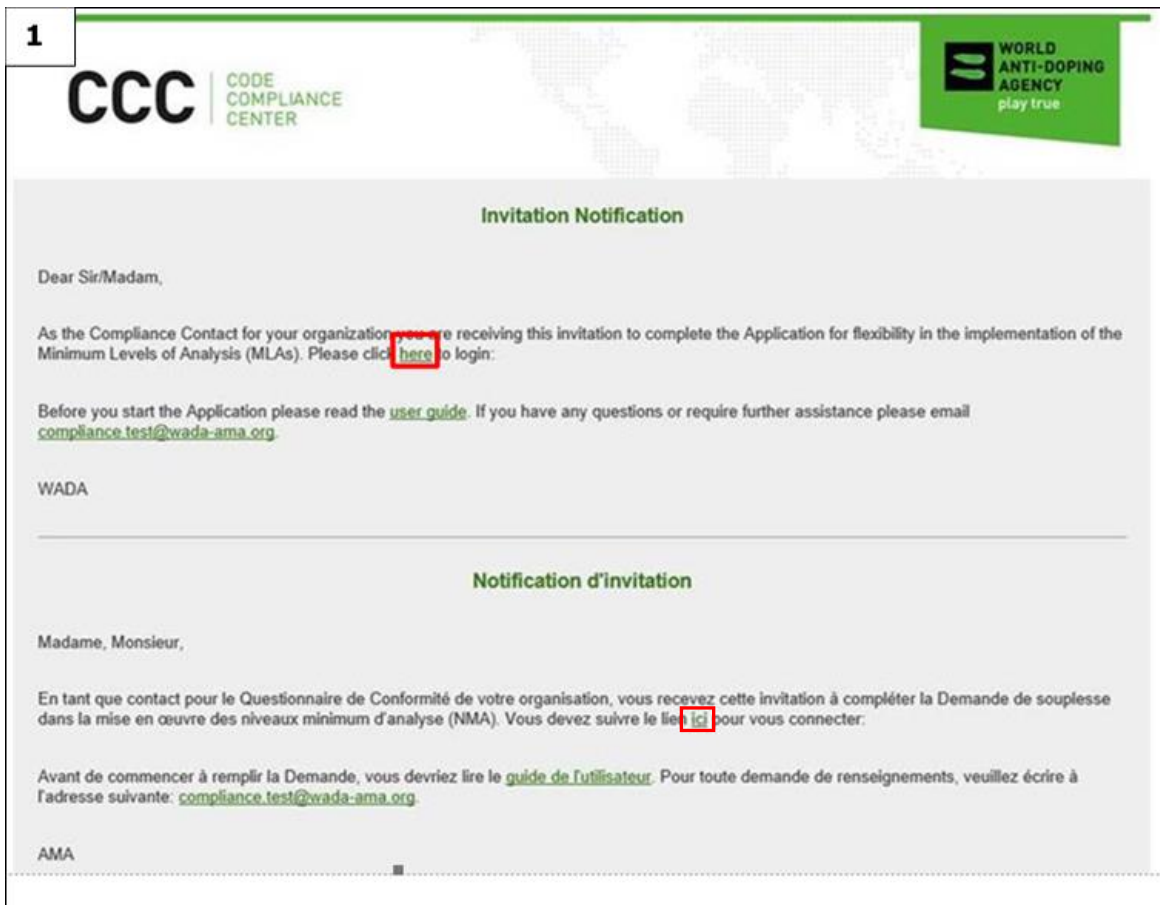 1
CCC
CODE
COMPLIANCE
CENTER
WORLD
ANTI-DOPING
AGENCY
play true
Invitation Notification
Dear Sir/Madam,
As the Compliance Contact for your organization you are receiving this invitation to complete the Application for flexibility in the implementation of the
Minimum Levels of Analysis (MLAs). Please click here to login:
Before you start the Application please read the user guide. If you have any questions or require further assistance please email
compliance.test@wada-ama.org.
WADA
Notification d'invitation
Madame, Monsieur,
En tant que contact pour le Questionnaire de Conformité de votre organisation, vous recevez cette invitation à compléter la Demande de souplesse
dans la mise en œuvre des niveaux minimum d'analyse (NMA). Vous devez suivre le lien ici pour vous connecter:
Avant de commencer à remplir la Demande, vous devriez lire le guide de l'utilisateur. Pour toute demande de renseignements, veuillez écrire à
l'adresse suivante: compliance.test@wada-ama.org.
AMA